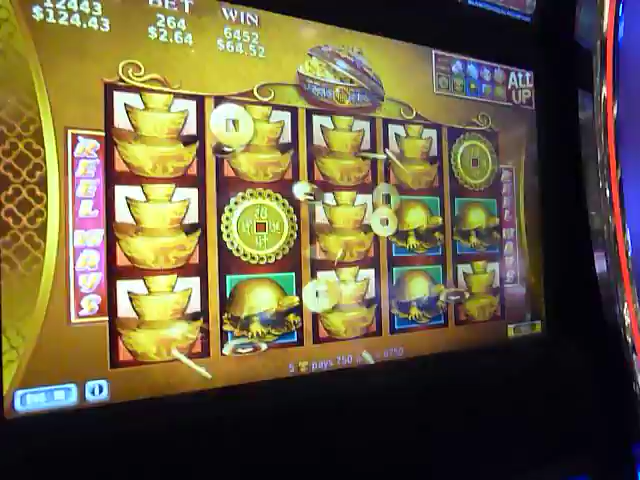 12443
$124.43
BET
264
$2.64
WIN
6452
$64.52
ALL
UP
REEL WAYS
REEL WAYS
5 pays 750